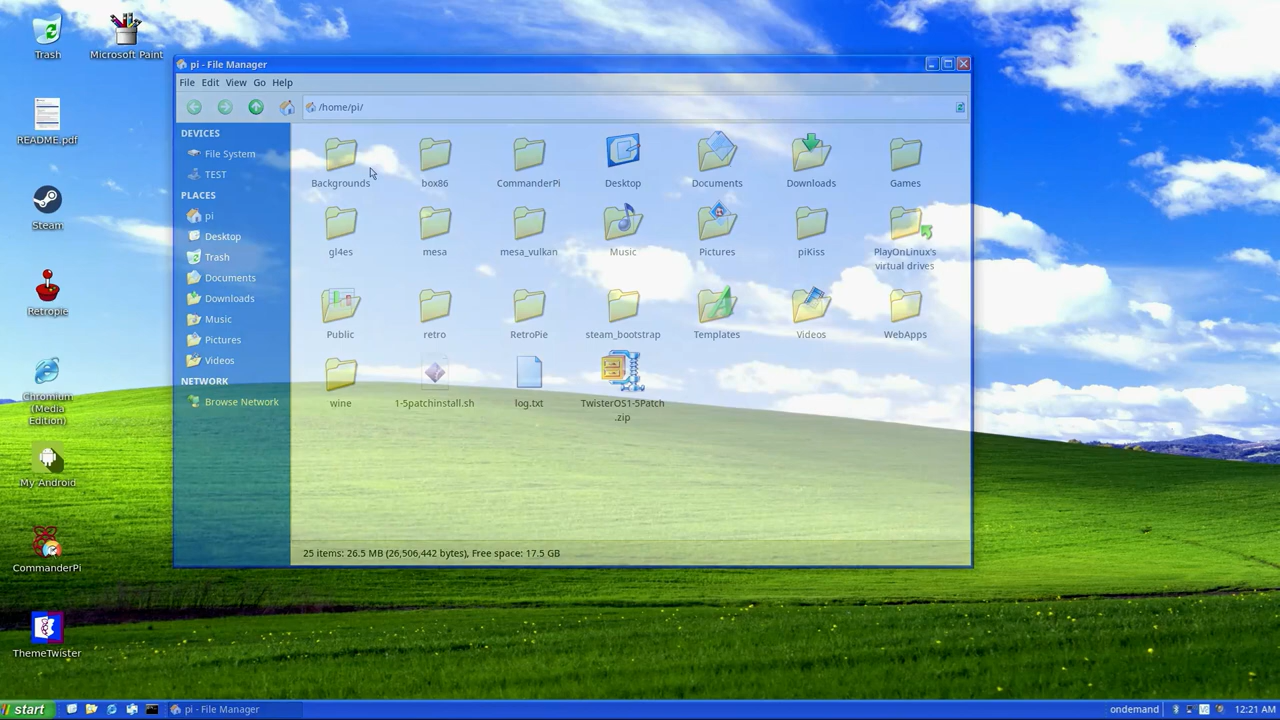 Trash
Microsoft Paint
README.pdf
Steam
Retropie
Chromium
(Media
Edition)
My Android
CommanderPi
ThemeTwister
pi - File Manager
File Edit View Go Help
/home/pi/
DEVICES
File System
TEST
PLACES
pi
Desktop
Trash
Documents
Downloads
Music
Pictures
Videos
NETWORK
Browse Network
Backgrounds box86 CommanderPi Desktop Documents Downloads Games
gl4es mesa mesa_vulkan Music Pictures piKiss PlayOnLinux's
virtual drives
Public retro RetroPie steam_bootstrap Templates Videos WebApps
wine 1-5patchinstall.sh log.txt TwisterOS1-5Patch
.zip
25 items: 26.5 MB (26,506,442 bytes), Free space: 17.5 GB
start pi - File Manager ondemand 12:21 AM